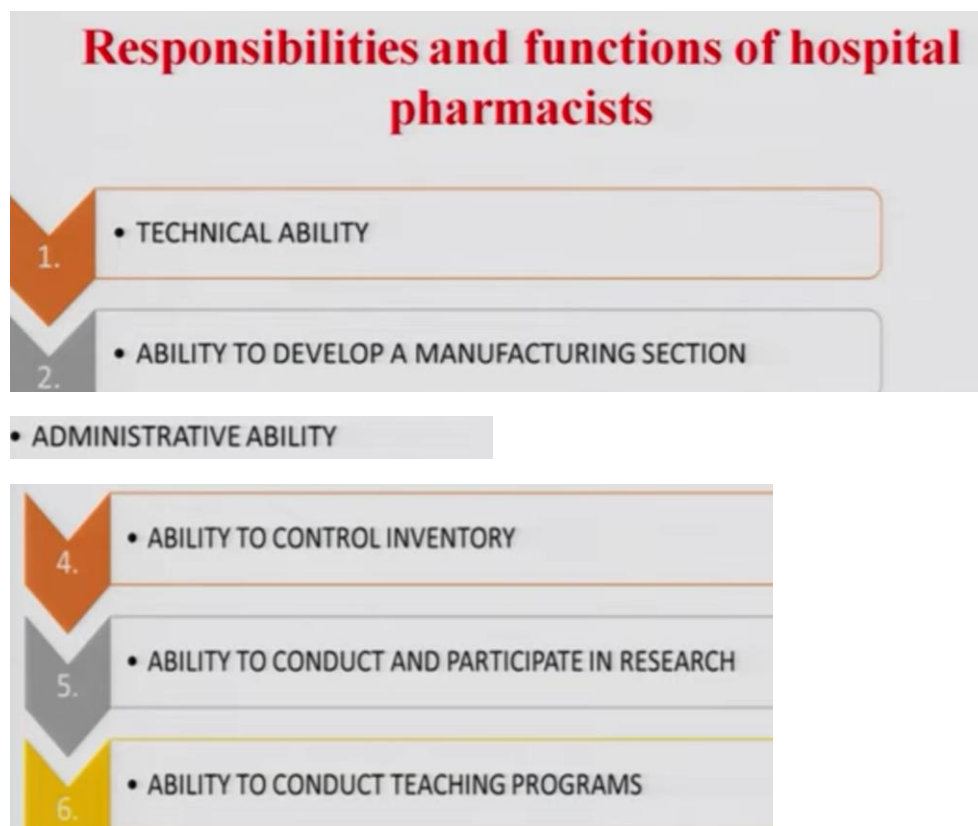 Responsibilities and functions of hospital
pharmacists
1.
• TECHNICAL ABILITY
2.
• ABILITY TO DEVELOP A MANUFACTURING SECTION
• ADMINISTRATIVE ABILITY
4.
• ABILITY TO CONTROL INVENTORY
5.
• ABILITY TO CONDUCT AND PARTICIPATE IN RESEARCH
6.
• ABILITY TO CONDUCT TEACHING PROGRAMS